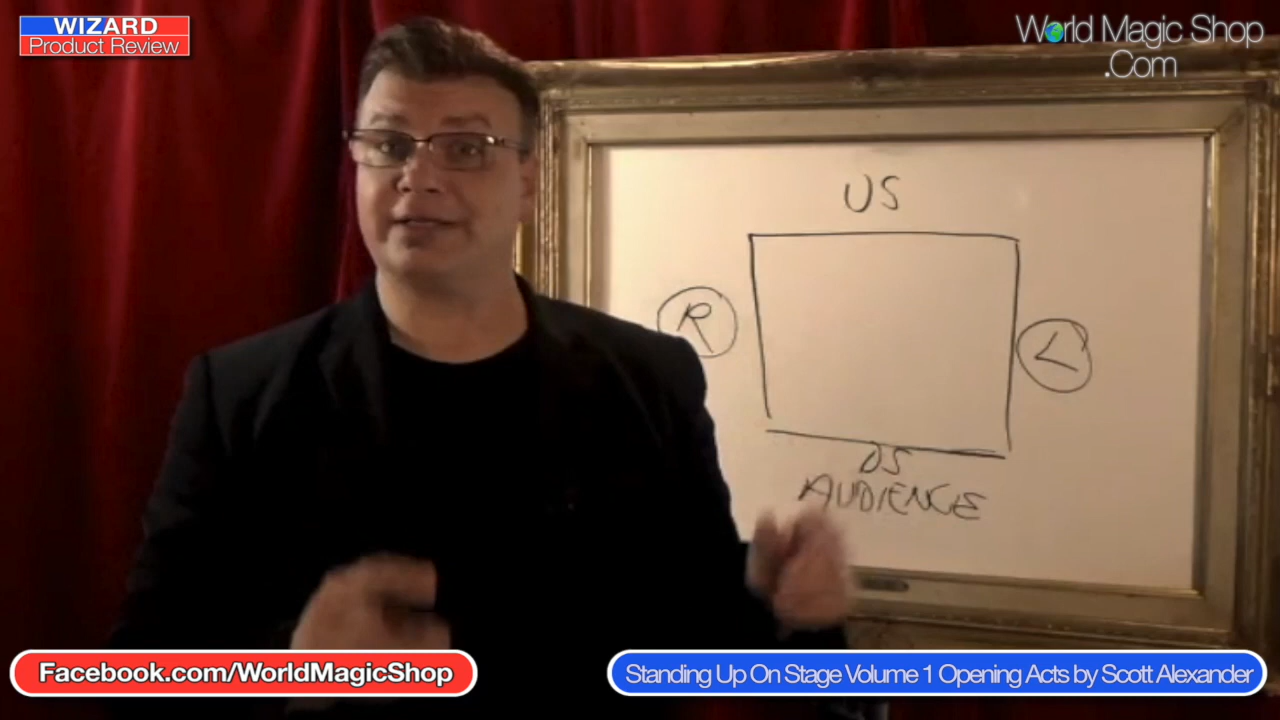 WIZARD
Product Review
World Magic Shop
.Com
US
R
L
DS
AUDIENCE
Facebook.com/WorldMagicShop
Standing Up On Stage Volume 1 Opening Acts by Scott Alexander